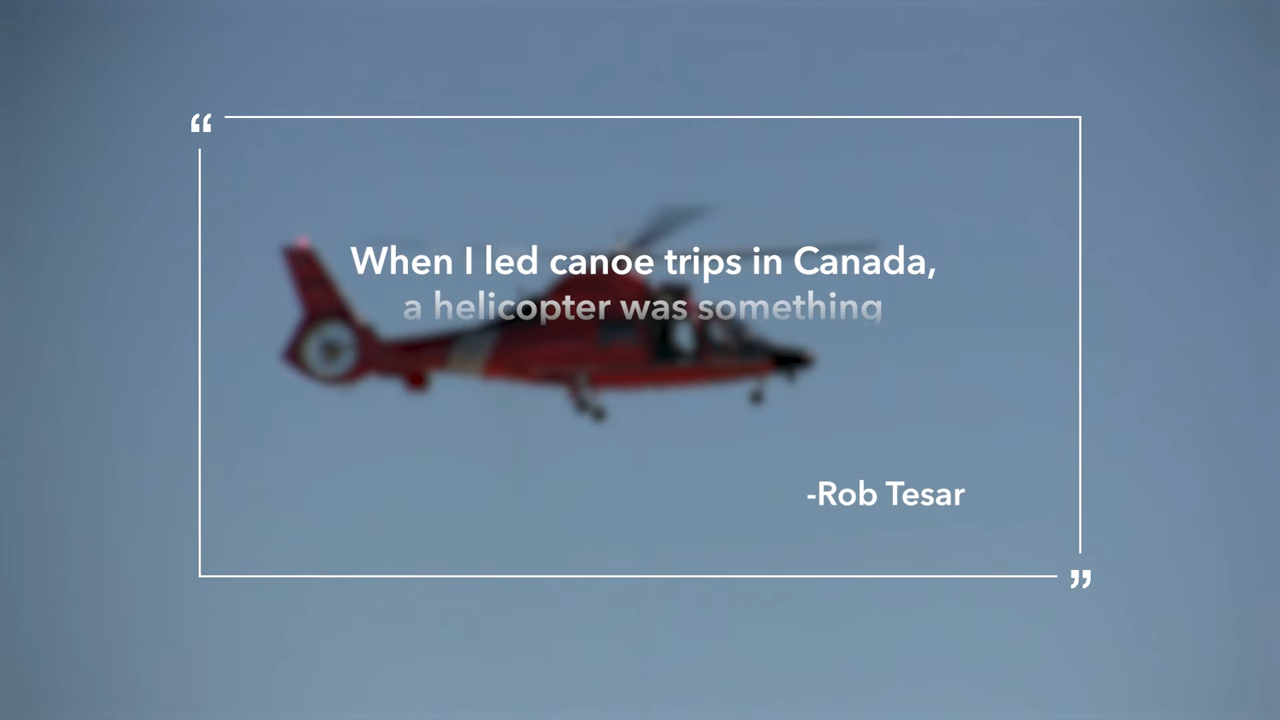 “
When I led canoe trips in Canada,
a helicopter was something
-Rob Tesar
”